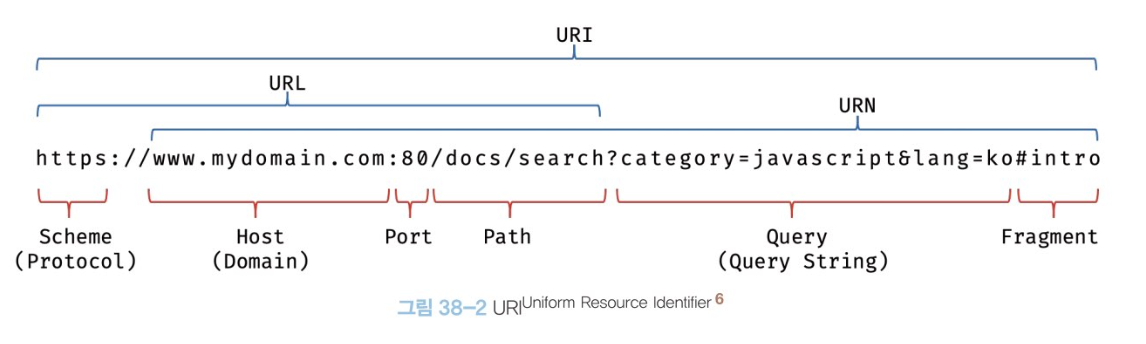 URI
URL
URN
https://www.mydomain.com:80/docs/search?category=javascript&lang=ko#intro
Scheme Host Port Path Query Fragment
(Protocol) (Domain) (Query String)
그림 38-2 URI Uniform Resource Identifier 6